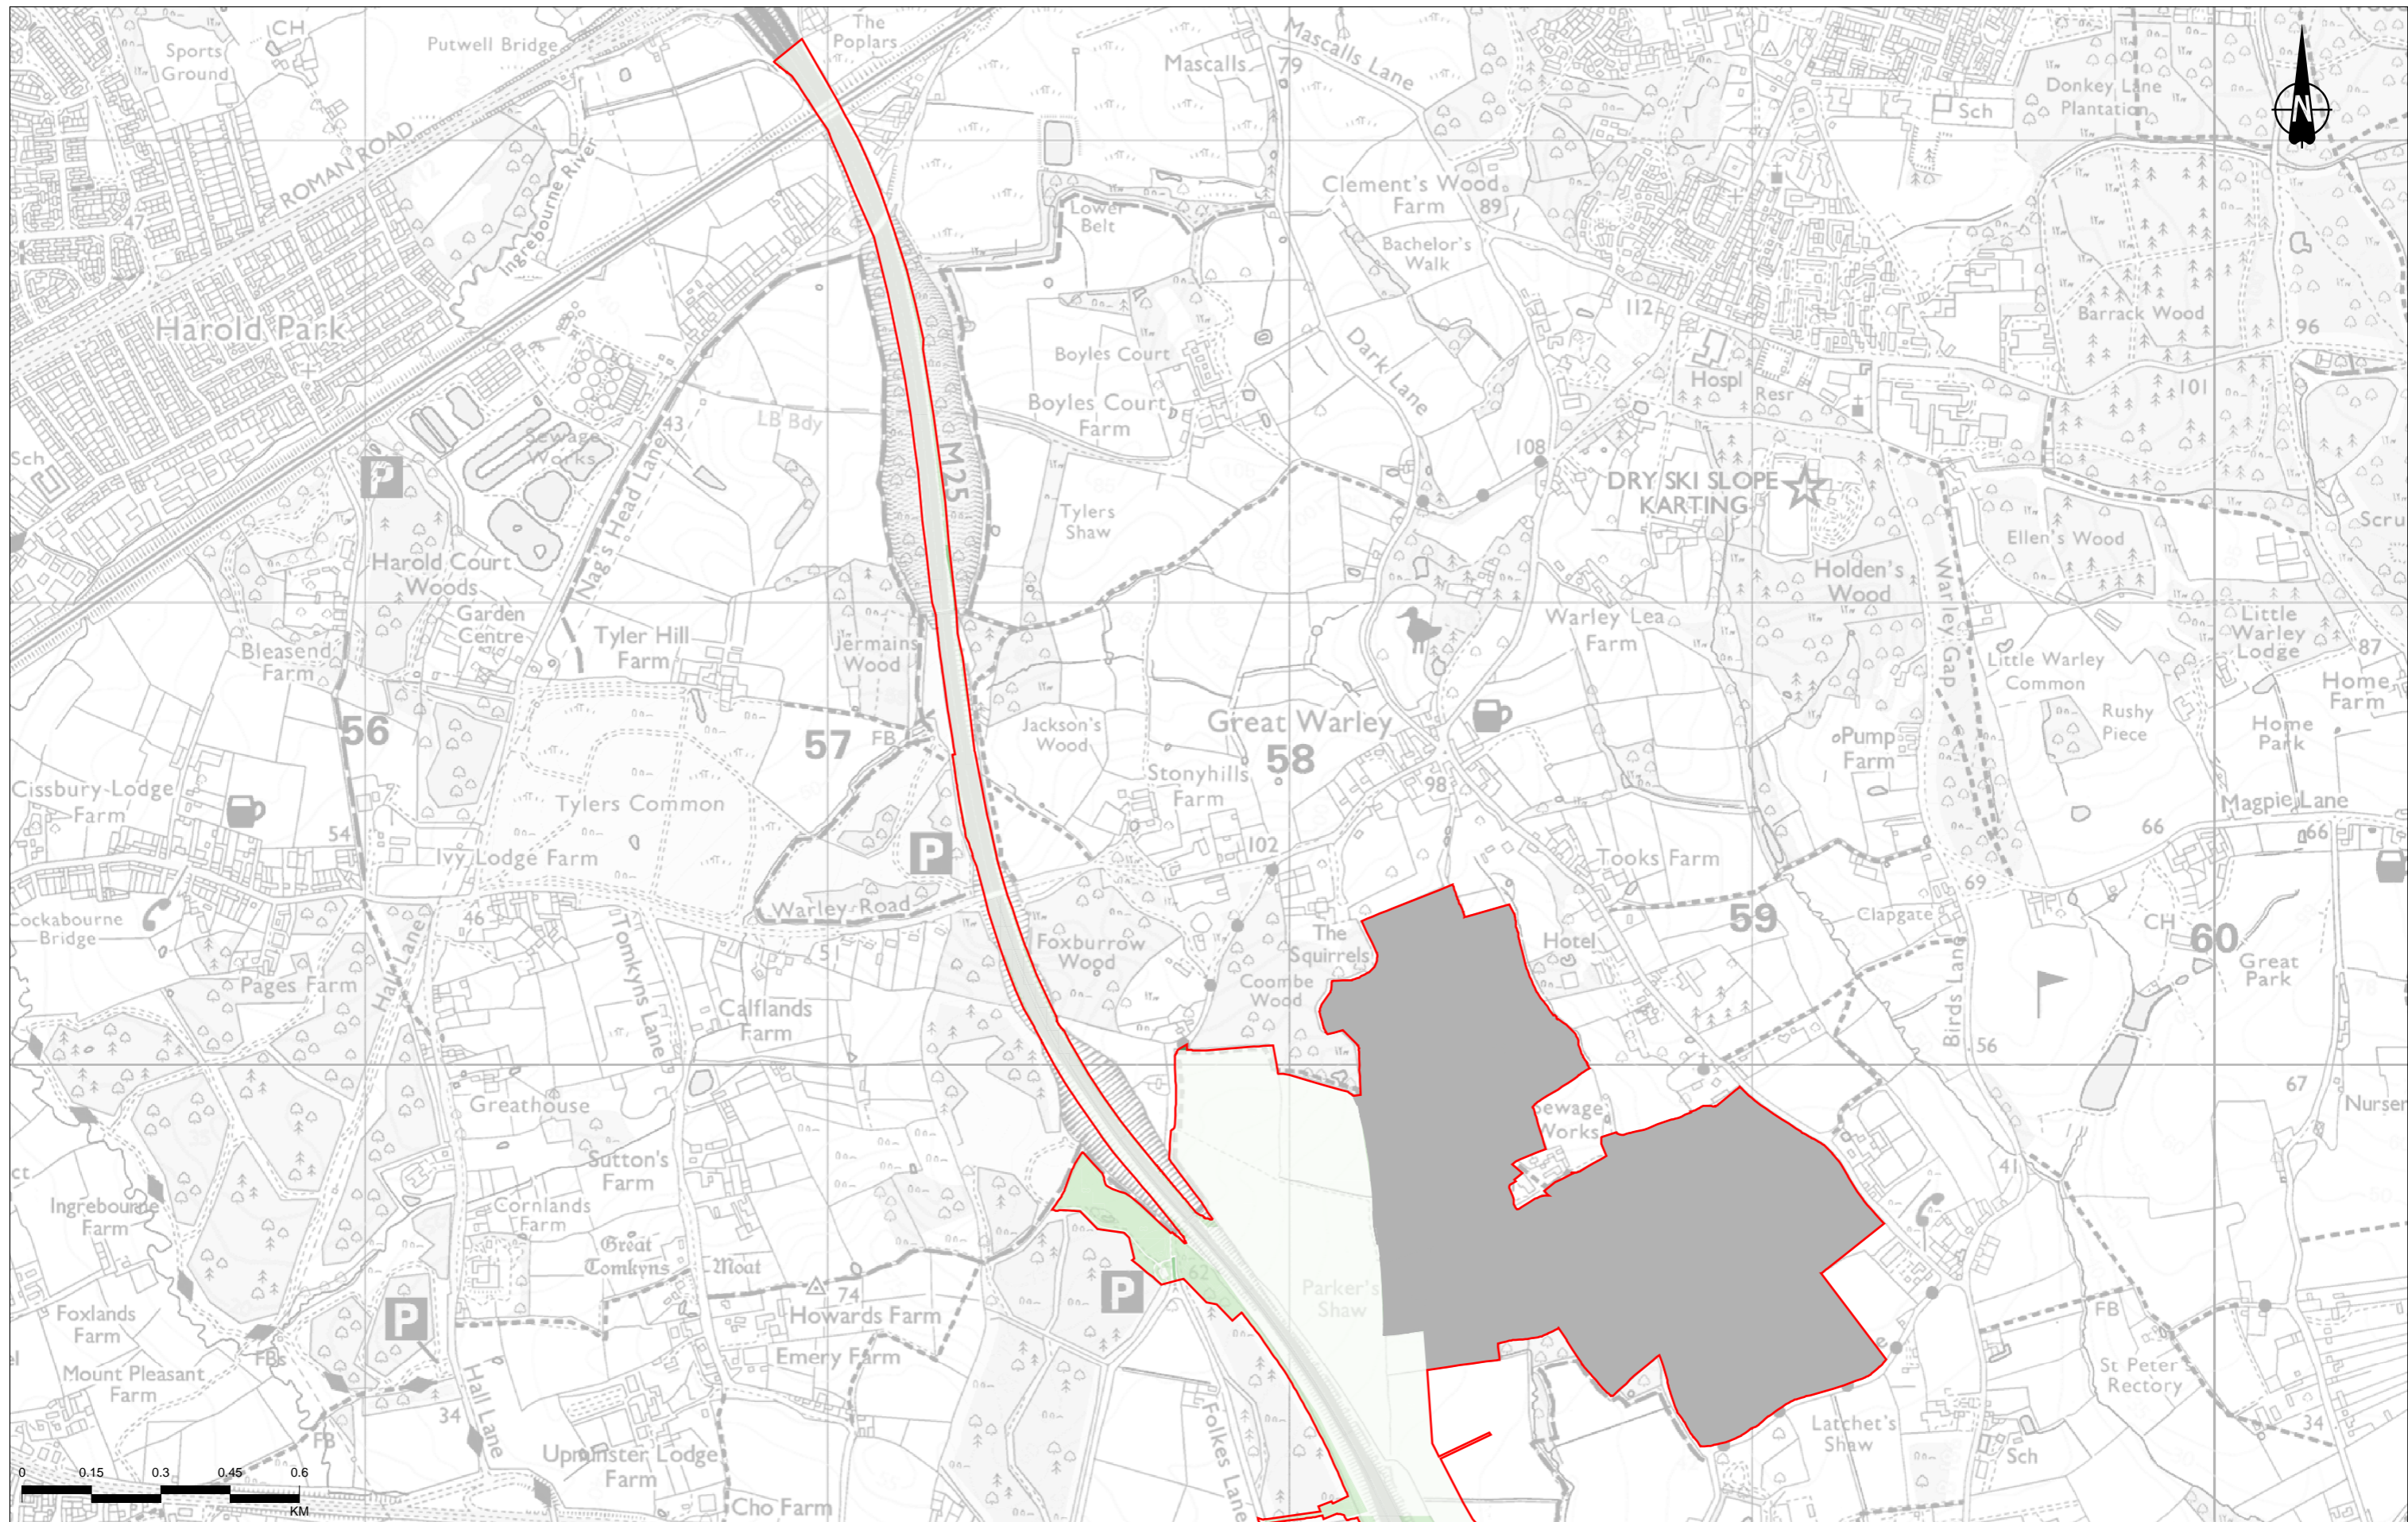 CH
Sports
Ground
Putwell Bridge
The
Poplars
Mascalls
79
Mascalls Lane
Donkey Lane
Plantation
Sch
N
ROMAN ROAD
Ingrebourne River
47
Lower
Belt
Clement's Wood
Farm
89
Bachelor's
Walk
112
Harold Park
Barrack Wood
96
101
Boyles Court
Boyles Court
Farm
Dark Lane
Hospl
Resr
LB Bdy
43
Sewage
Works
Nags Head Lane
M25
Sch
P
108
DRY SKI SLOPE
KARTING
Tylers
Shaw
Ellen's Wood
Scru
Harold Court
Woods
Garden
Centre
Holden's
Wood
Warley Gap
Tyler Hill
Farm
Jermains
Wood
Bleasend
Farm
Warley Lea
Farm
Little
Warley
Lodge
87
Little Warley
Common
Home
Farm
Rushy
Piece
Home
Park
56
57
FB
Jackson's
Wood
Great Warley
58
Pump
Farm
Stonyhills
Farm
98
Cissbury Lodge
Farm
Tylers Common
Magpie Lane
66
66
54
Ivy Lodge Farm
P
102
Tooks Farm
69
Cockabourne
Bridge
46
Warley Road
51
Clapgate
59
CH
60
Great
Park
Hall Lane
Tomkyns Lane
Foxburrow
Wood
The
Squirrels
Coombe
Wood
Hotel
Pages Farm
Calflands
Farm
Birds Lane
56
67
Nurser
Greathouse
Sewage
Works
Sutton's
Farm
ct
41
Ingrebourne
Farm
Cornlands
Farm
Great
Tomkyns
Moat
62
P
Parker's
Shaw
74
Howards Farm
Foxlands
Farm
P
FB
FBs
el
Mount Pleasant
Farm
FB
Emery Farm
e
St Peter
Rectory
34
Hall Lane
34
FB
Upminster Lodge
Farm
Folkes Lane
Latchet's
Shaw
Sch
Cho Farm
0 0.15 0.3 0.45 0.6
KM